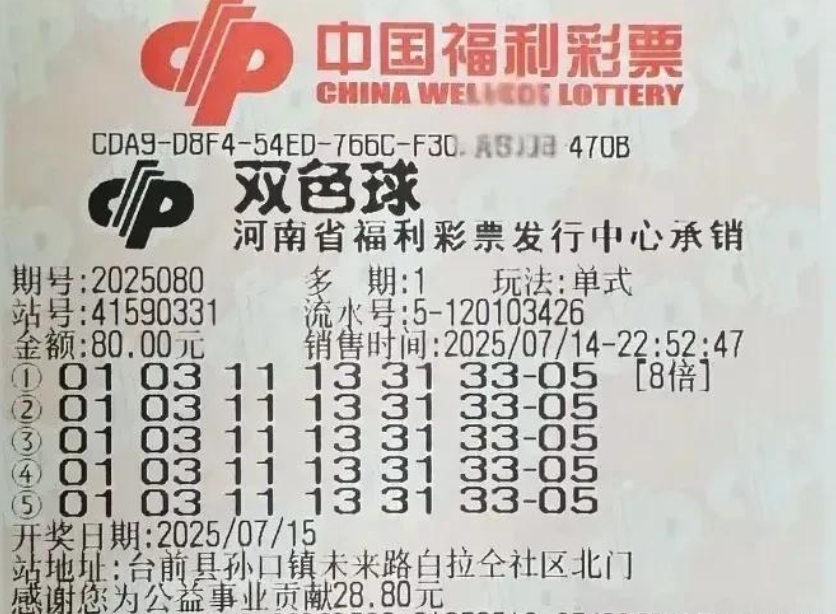 中国福利彩票
CHINA LOTTERY
CDA9-D8F4-54ED-766C-F30 470B
双色球
河南省福利彩票发行中心承销
期号:2025080 多 期:1 玩法:单式
站号:41590331 流水号:5-120103426
金额:80.00元 销售时间:2025/07/14-22:52:47
① 01 03 11 13 31 33-05 [8倍]
② 01 03 11 13 31 33-05
③ 01 03 11 13 31 33-05
④ 01 03 11 13 31 33-05
⑤ 01 03 11 13 31 33-05
开奖日期:2025/07/15
站地址:台前县孙口镇未来路白拉仝社区北门
感谢您为公益事业贡献28.80元